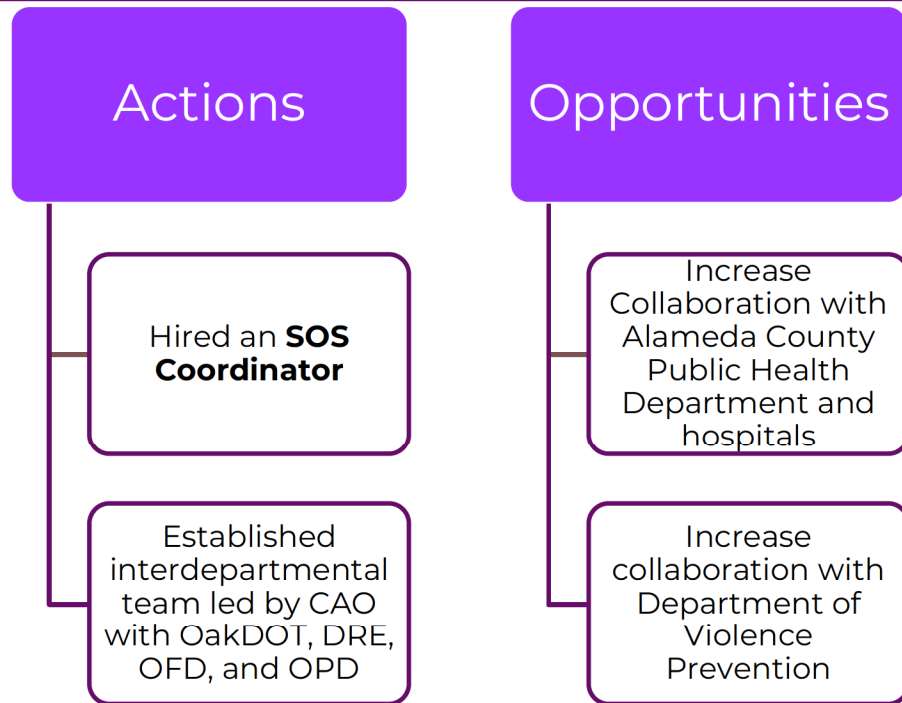 Actions
Hired an SOS
Coordinator
Established
interdepartmental
team led by CAO
with OakDOT, DRE,
OFD, and OPD
Opportunities
Increase
Collaboration with
Alameda County
Public Health
Department and
hospitals
Increase
collaboration with
Department of
Violence
Prevention